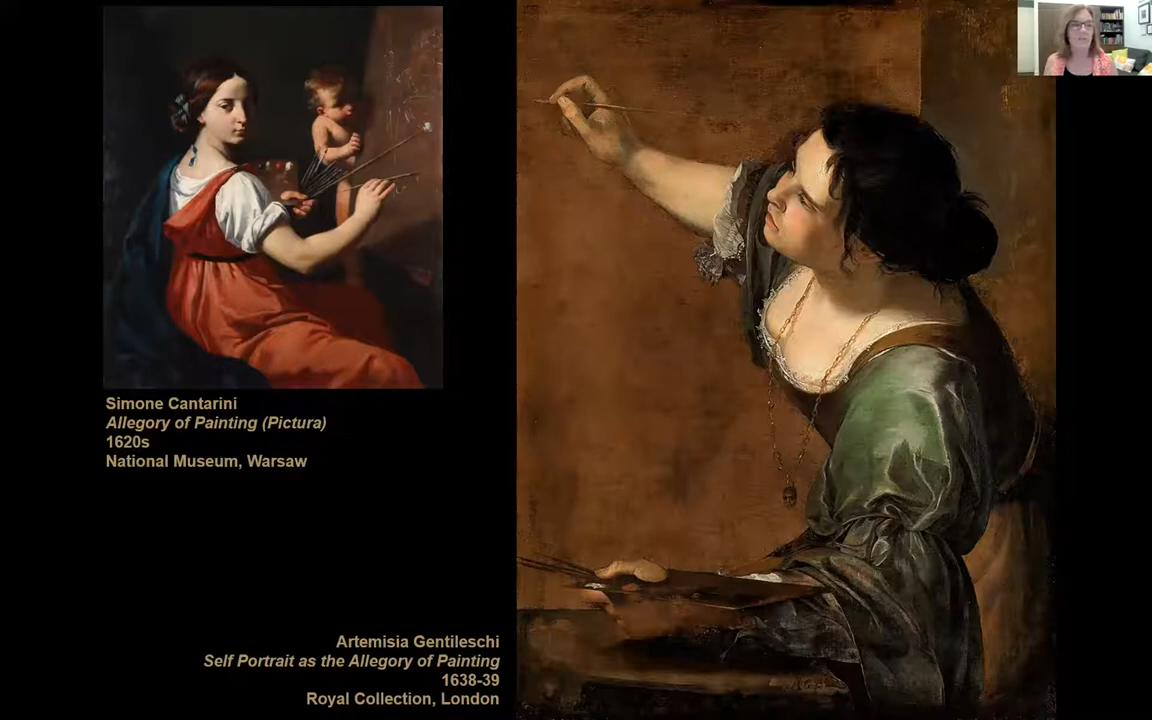 Simone Cantarini
Allegory of Painting (Pictura)
1620s
National Museum, Warsaw
Artemisia Gentileschi
Self Portrait as the Allegory of Painting
1638-39
Royal Collection, London